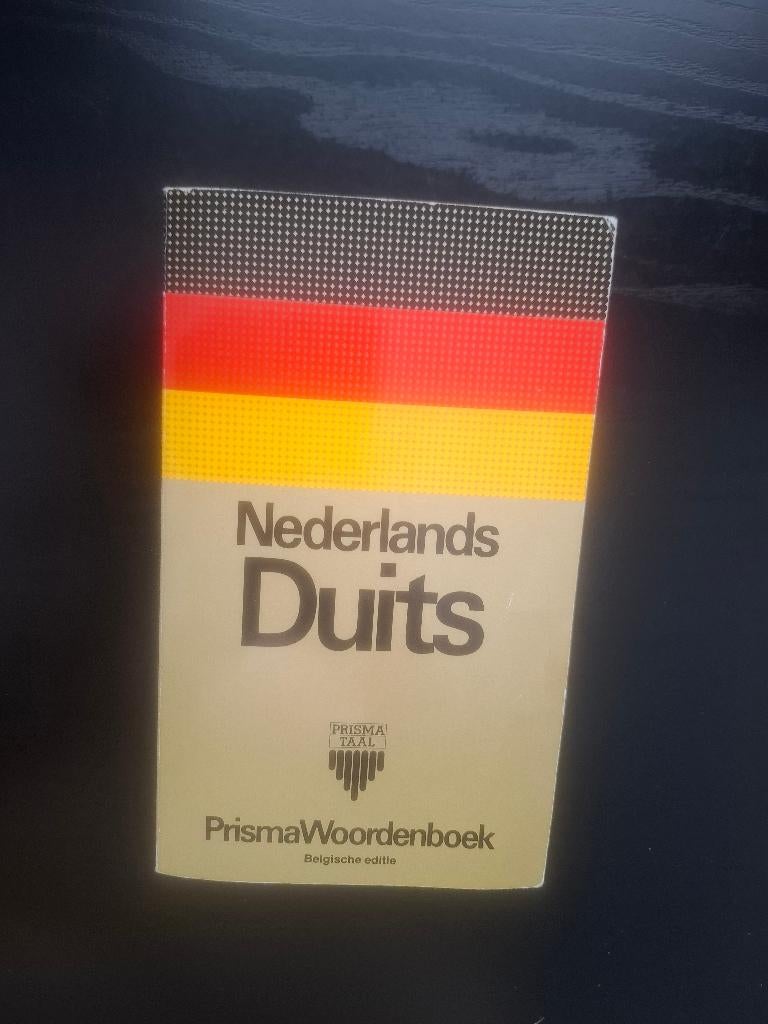 Nederlands
Duits
PRISMA
TAAL
PrismaWoordenboek
Belgische editie